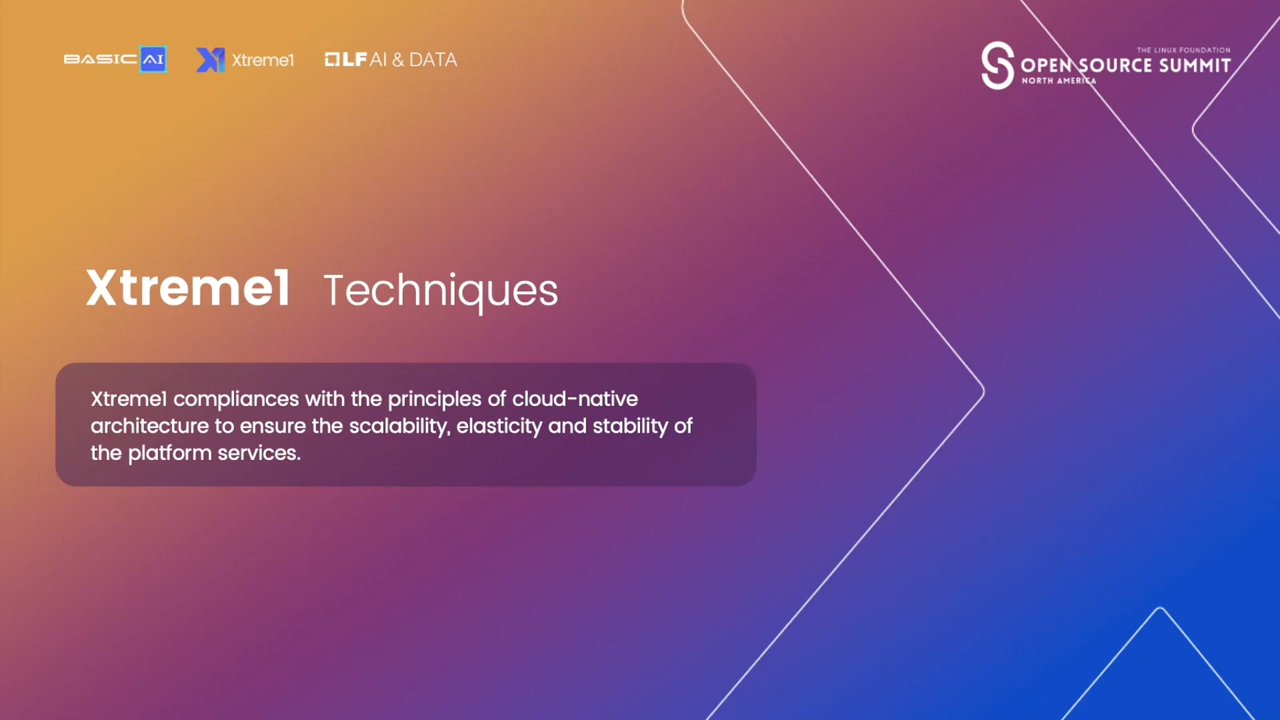 BASIC AI
Xtreme1
LF AI & DATA
THE LINUX FOUNDATION
OPEN SOURCE SUMMIT
NORTH AMERICA
Xtreme1 Techniques
Xtreme1 compliances with the principles of cloud-native
architecture to ensure the scalability, elasticity and stability of
the platform services.